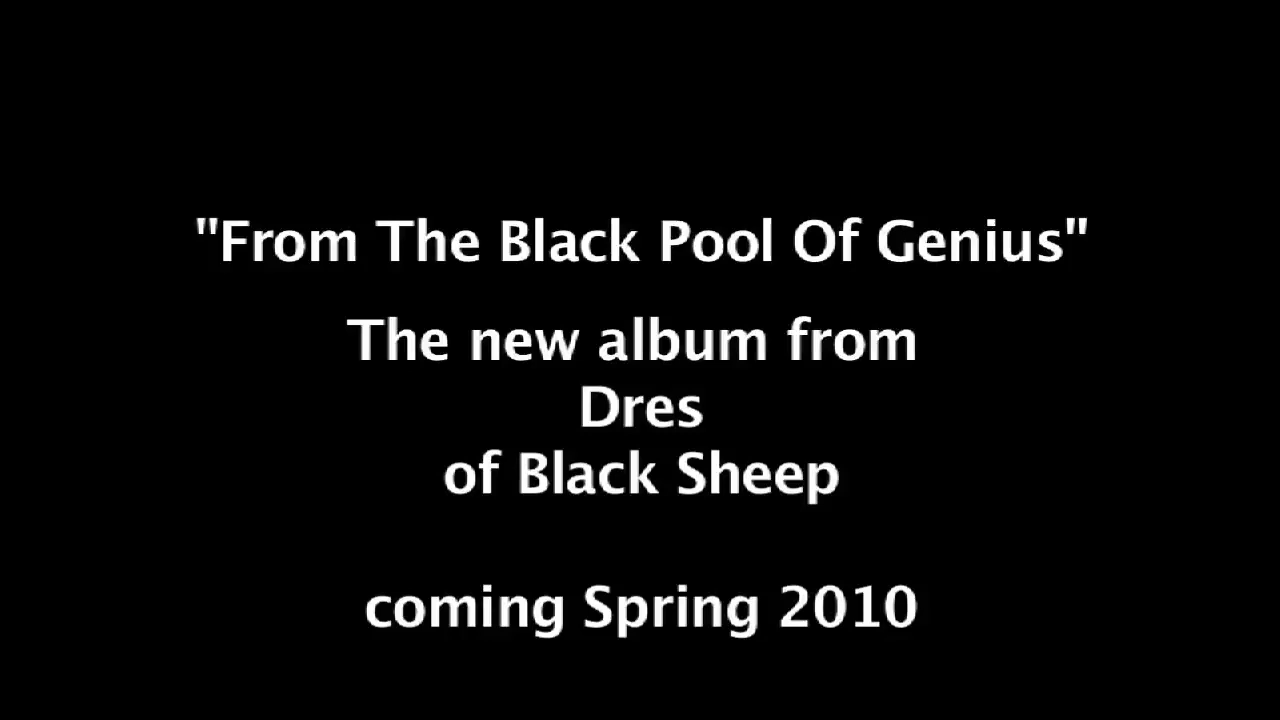 "From The Black Pool Of Genius"
The new album from
Dres
of Black Sheep
coming Spring 2010